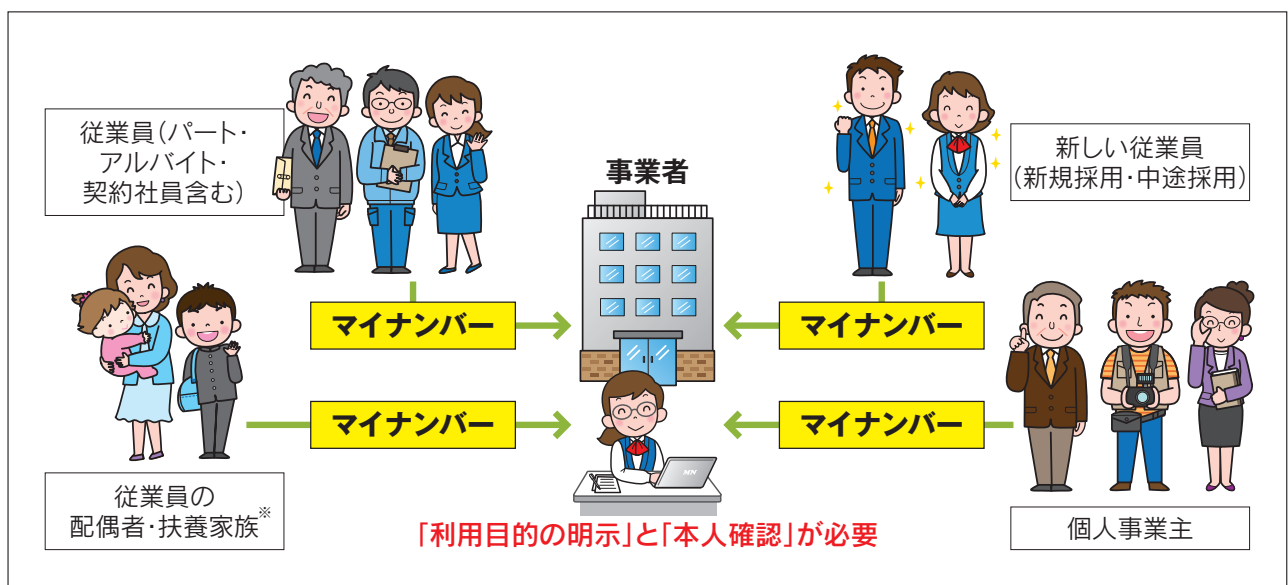 従業員（パート・
アルバイト・
契約社員含む）
事業者
新しい従業員
（新規採用・中途採用）
マイナンバー
マイナンバー
マイナンバー
マイナンバー
従業員の
配偶者・扶養家族※
MN
個人事業主
「利用目的の明示」と「本人確認」が必要